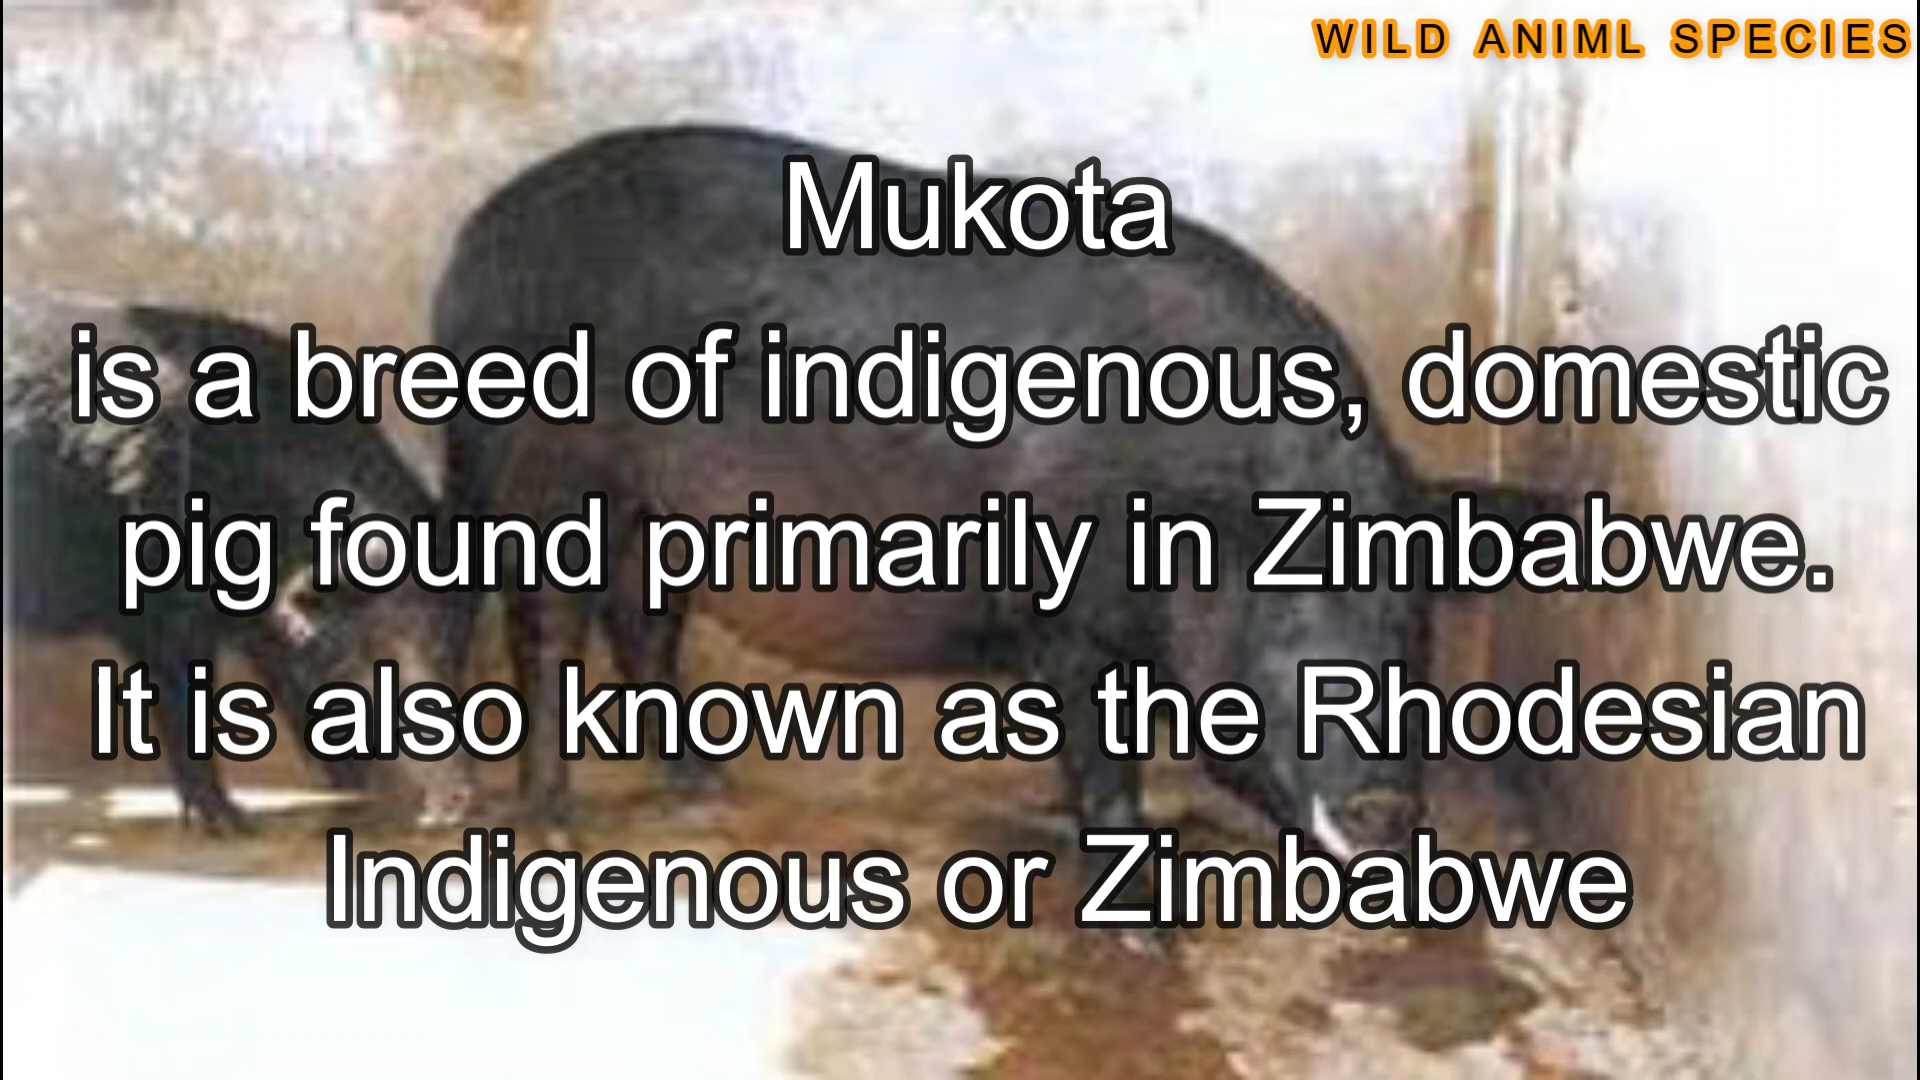 WILD ANIML SPECIES
Mukota
is a breed of indigenous, domestic
pig found primarily in Zimbabwe.
It is also known as the Rhodesian
Indigenous or Zimbabwe